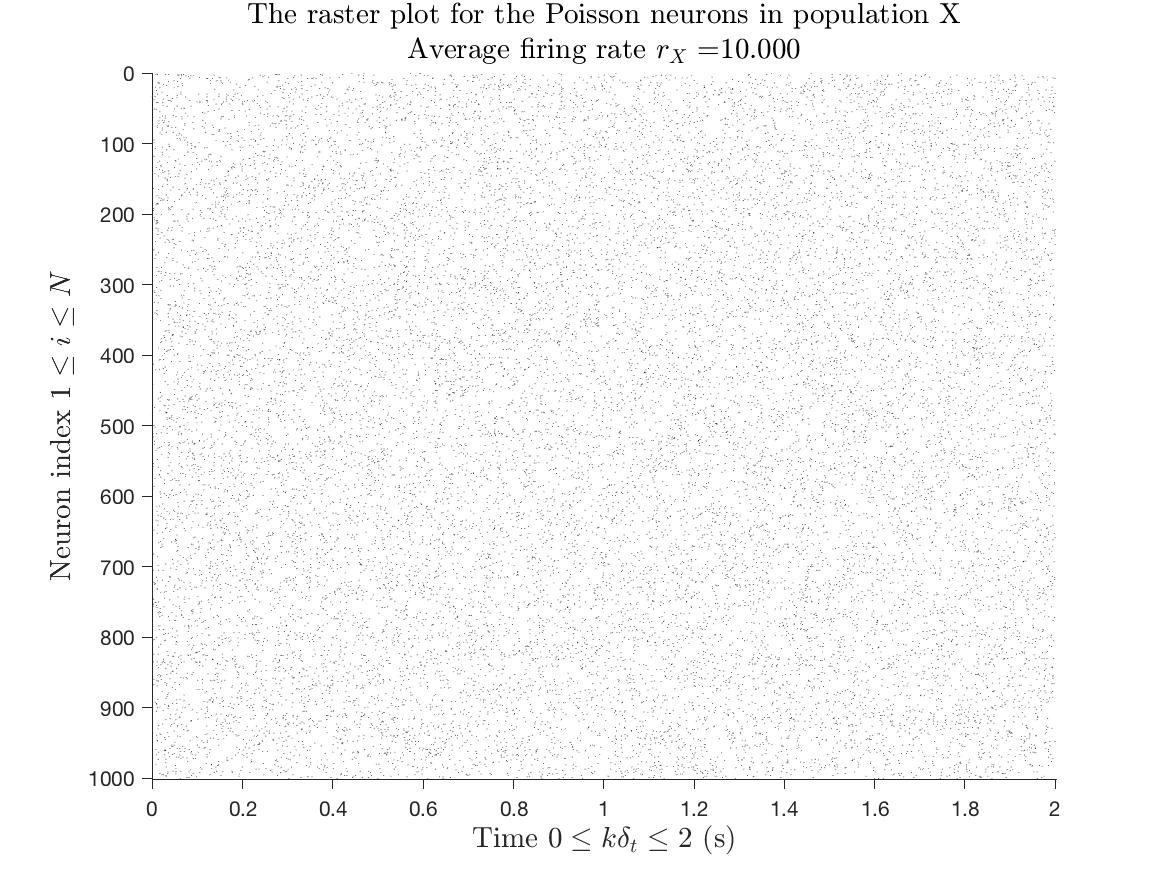 The raster plot for the Poisson neurons in population X
Average firing rate r_X =10.000
0
100
200
300
400
500
600
700
800
900
1000
Neuron index 1 ≤ i ≤ N
0 0.2 0.4 0.6 0.8 1 1.2 1.4 1.6 1.8 2
Time 0 ≤ kδ_t ≤ 2 (s)